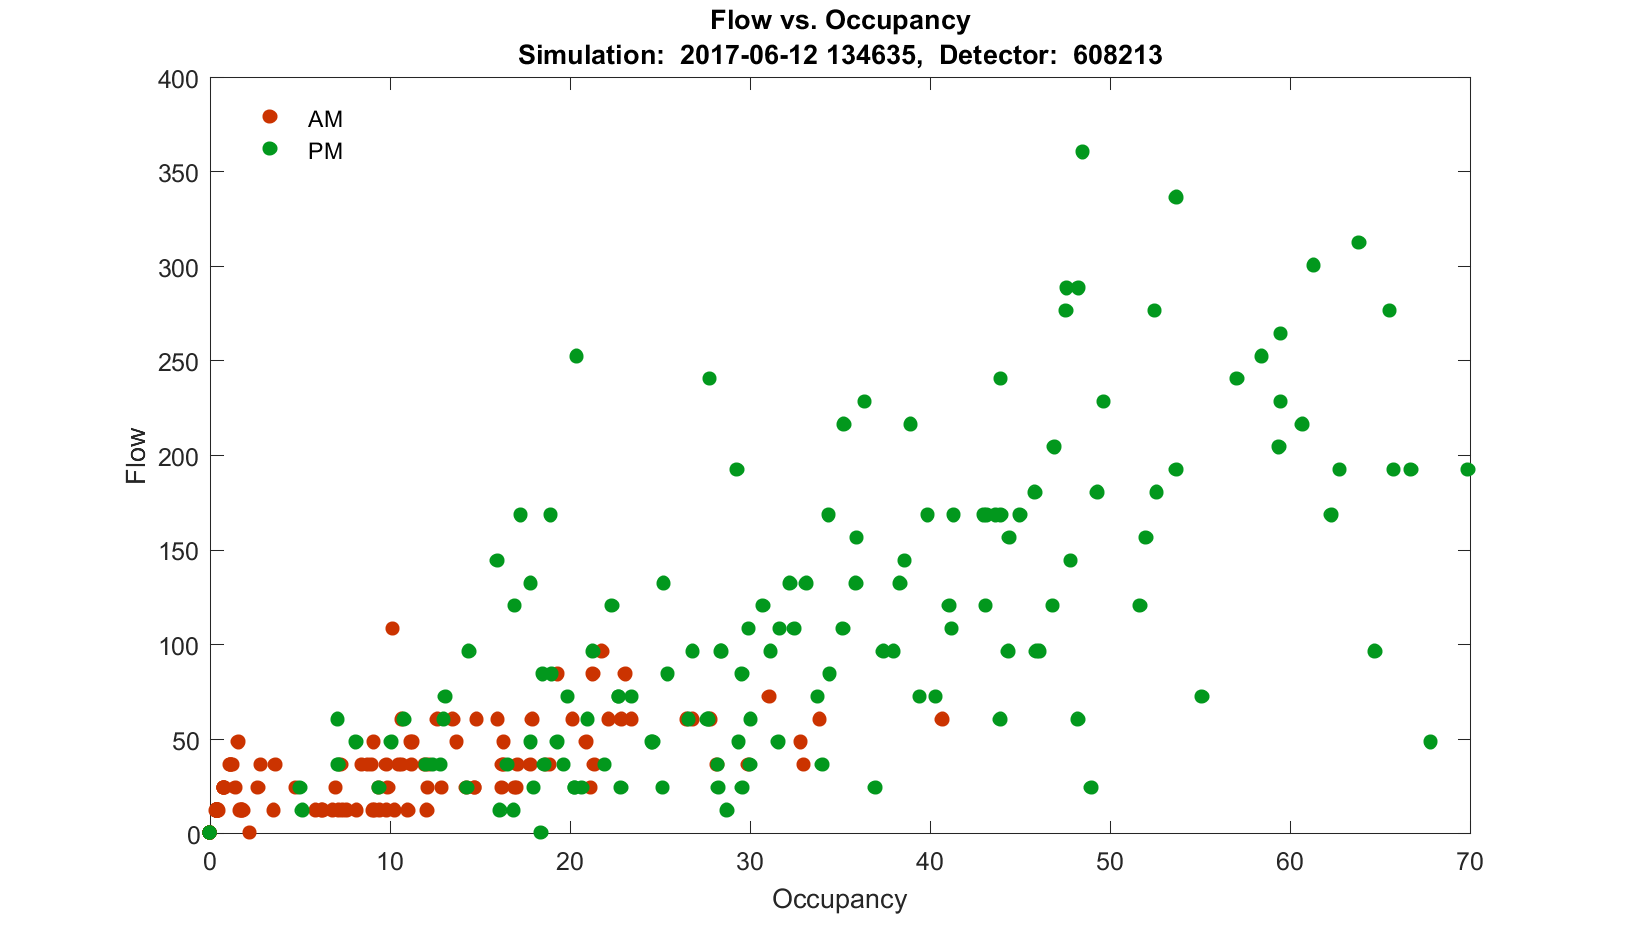 Flow vs. Occupancy
Simulation:  2017-06-12 134635,  Detector:  608213
400
350
300
250
200
150
100
50
0
Flow
AM
PM
0 10 20 30 40 50 60 70
Occupancy